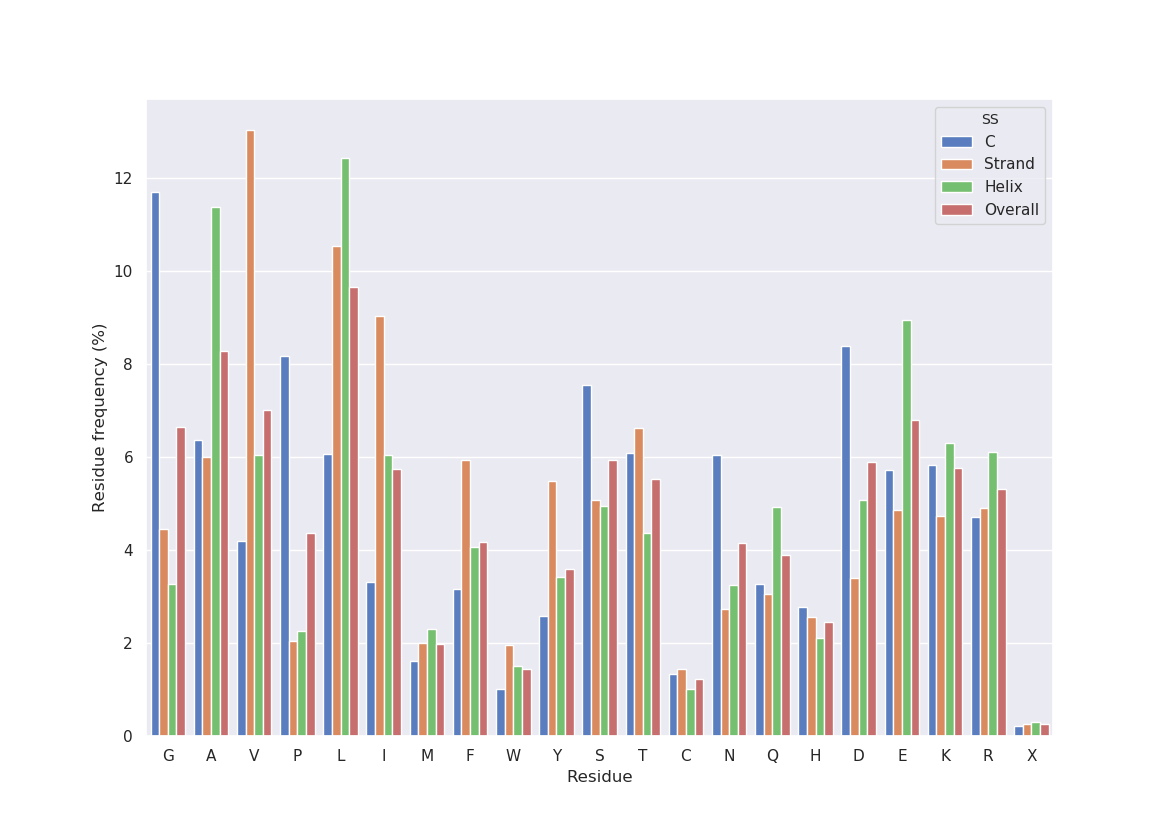 SS
C
Strand
Helix
Overall
Residue frequency (%)
12
10
8
6
4
2
0
G A V P L I M F W Y S T C N Q H D E K R X
Residue